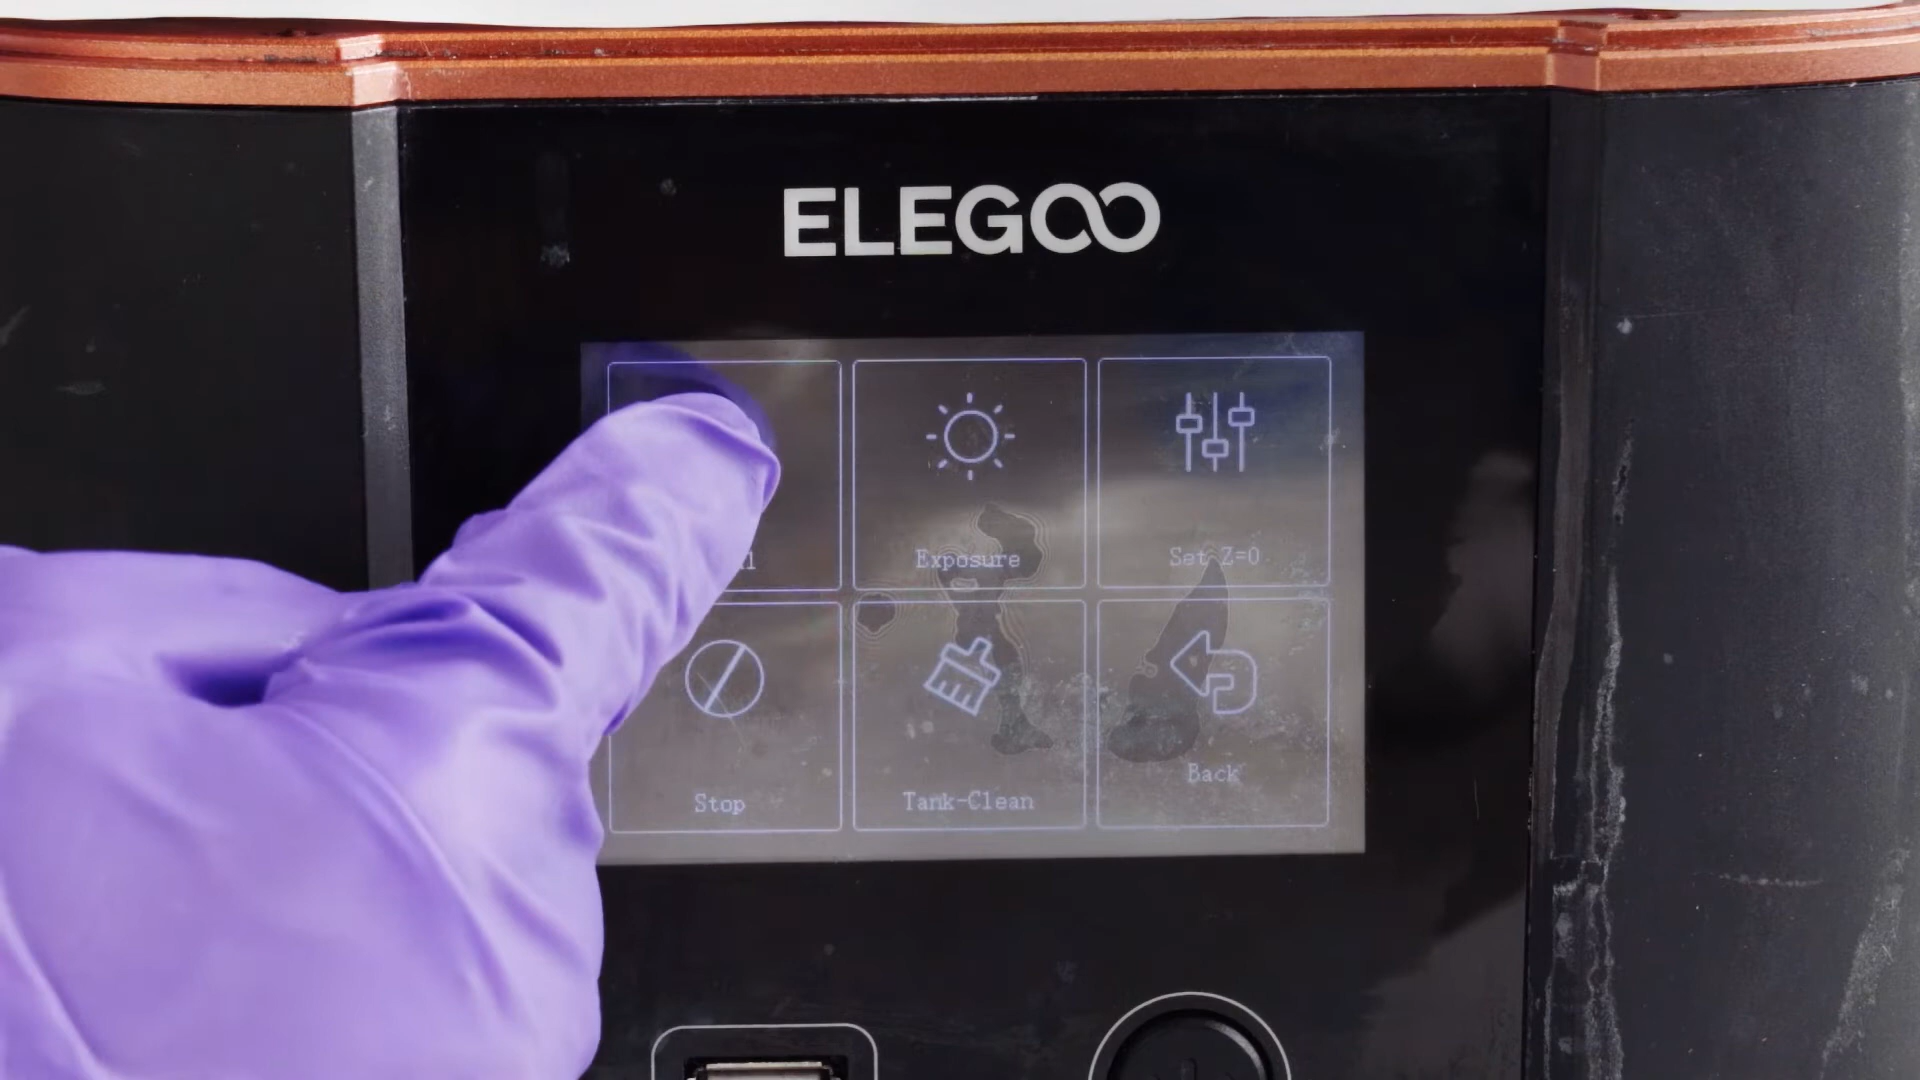 ELEGOO
Exposure
Set Z=0
Stop
Tank-Clean
Back